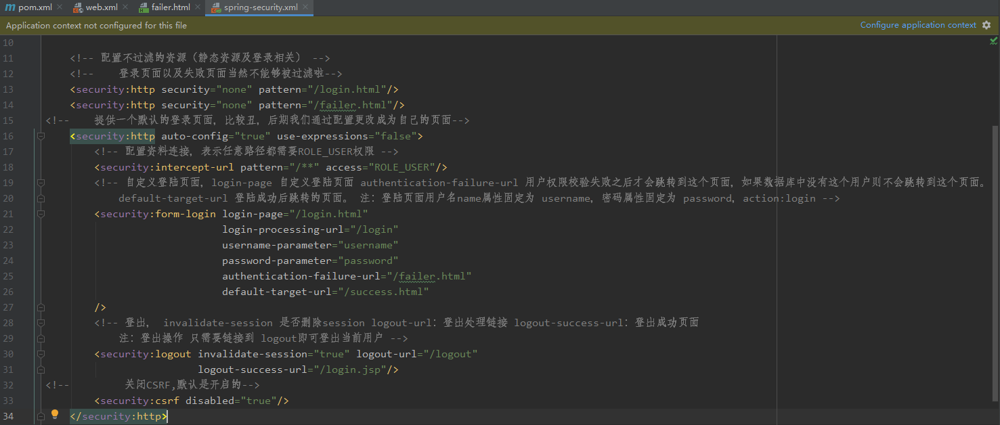 pom.xml web.xml failer.html spring-security.xml
Application context not configured for this file Configure application context
10
11 <!-- 配置不过滤的资源（静态资源及登录相关） -->
12 <!-- 登录页面以及失败页面当然不能够被过滤啦-->
13 <security:http security="none" pattern="/login.html"/>
14 <security:http security="none" pattern="/failer.html"/>
15 <!-- 提供一个默认的登录页面，比较丑，后期我们通过配置更改成为自己的页面-->
16 <security:http auto-config="true" use-expressions="false">
17 <!-- 配置资料连接，表示任意路径都需要ROLE_USER权限 -->
18 <security:intercept-url pattern="/**" access="ROLE_USER"/>
19 <!-- 自定义登陆页面，login-page 自定义登陆页面 authentication-failure-url 用户权限校验失败之后才会跳转到这个页面，如果数据库中没有这个用户则不会跳转到这个页面。
20 default-target-url 登陆成功后跳转的页面。 注：登陆页面用户名name属性固定为 username，密码属性固定为 password，action:login -->
21 <security:form-login login-page="/login.html"
22 login-processing-url="/login"
23 username-parameter="username"
24 password-parameter="password"
25 authentication-failure-url="/failer.html"
26 default-target-url="/success.html"
27 />
28 <!-- 登出， invalidate-session 是否删除session logout-url：登出处理链接 logout-success-url：登出成功页面
29 注：登出操作 只需要链接到 logout即可登出当前用户 -->
30 <security:logout invalidate-session="true" logout-url="/logout"
31 logout-success-url="/login.jsp"/>
32 <!-- 关闭CSRF,默认是开启的-->
33 <security:csrf disabled="true"/>
34 </security:http>